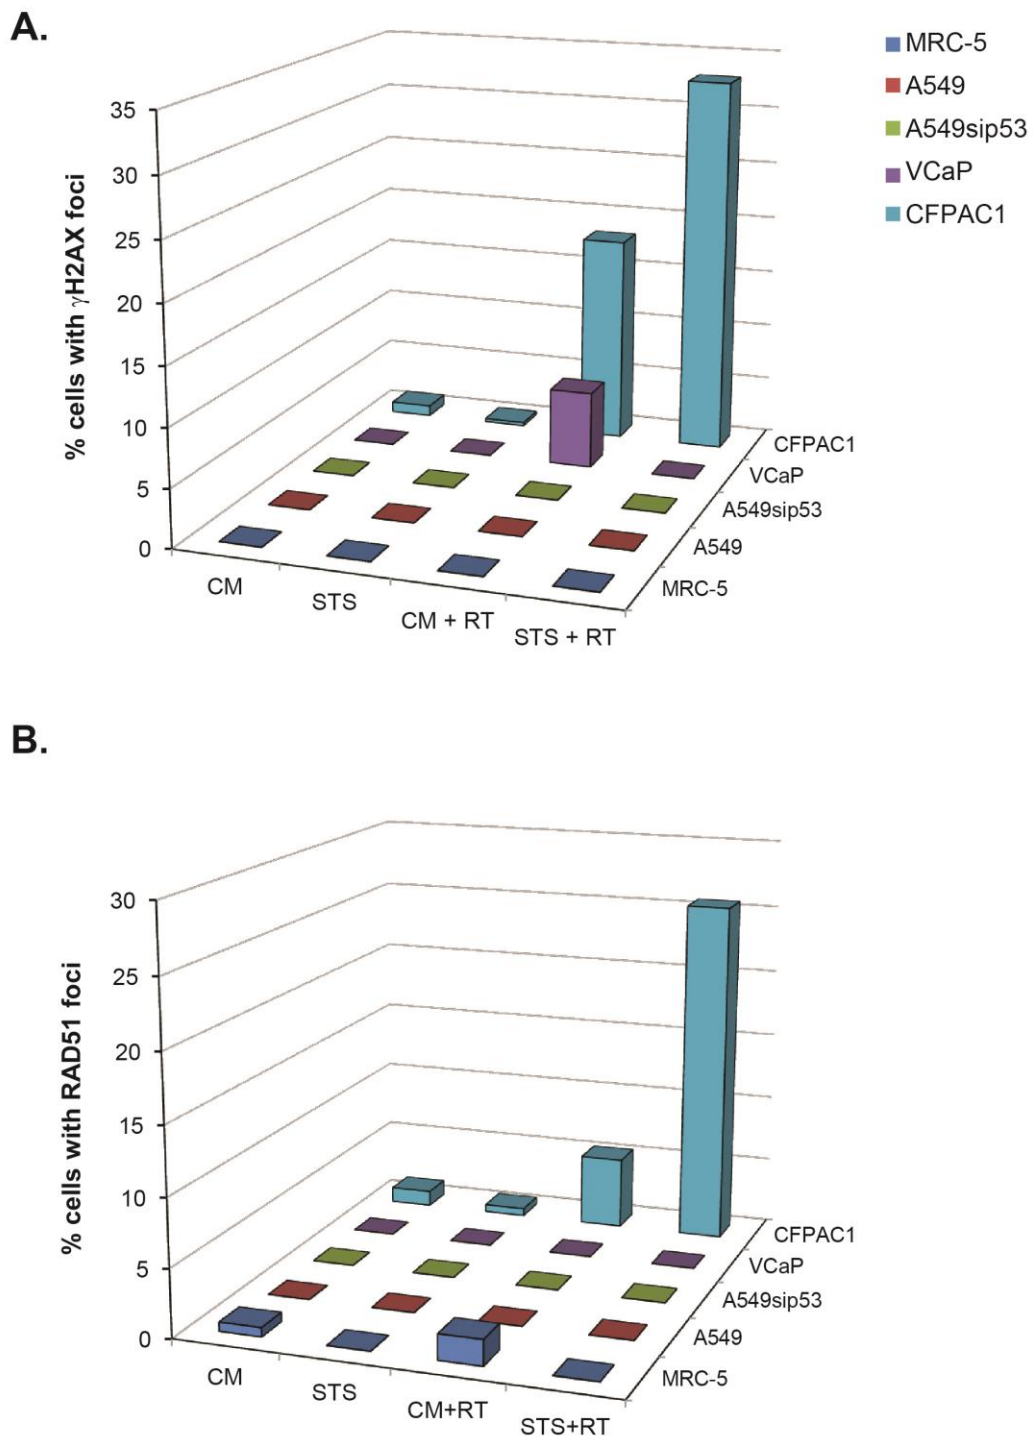 A.
MRC-5
A549
A549sip53
VCaP
CFPAC1
% cells with γH2AX foci
35
30
25
20
15
10
5
0
CM
STS
CM + RT
STS + RT
CFPAC1
VCaP
A549sip53
A549
MRC-5
B.
% cells with RAD51 foci
30
25
20
15
10
5
0
CM
STS
CM+RT
STS+RT
CFPAC1
VCaP
A549sip53
A549
MRC-5